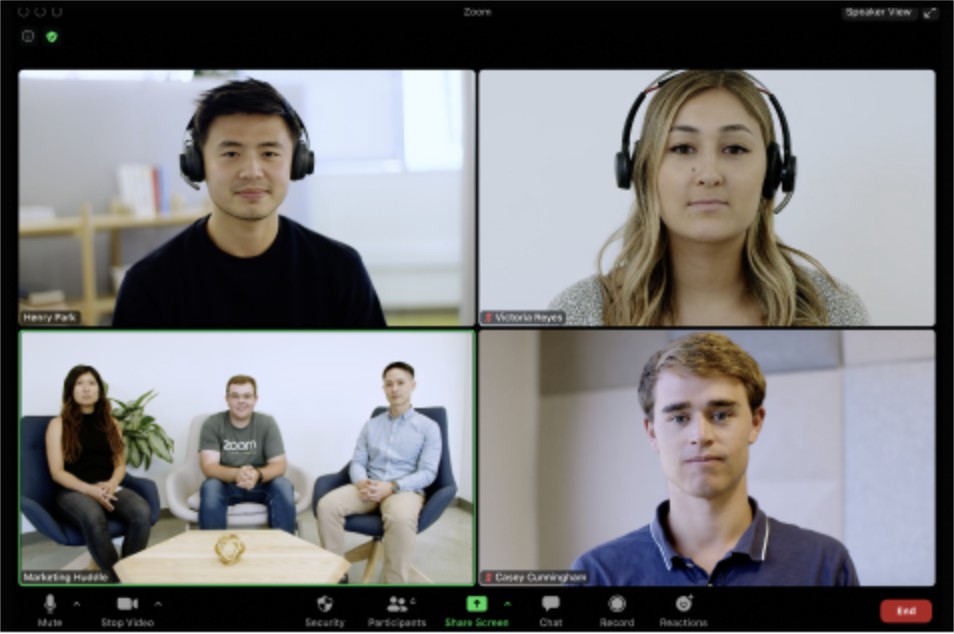 Zoom
Speaker View
Henry Park
Victoria Reyes
zoom
Marketing Huddle
Casey Cunningham
Mute
Stop Video
Security
Participants
4
Share Screen
Chat
Record
Reactions
End